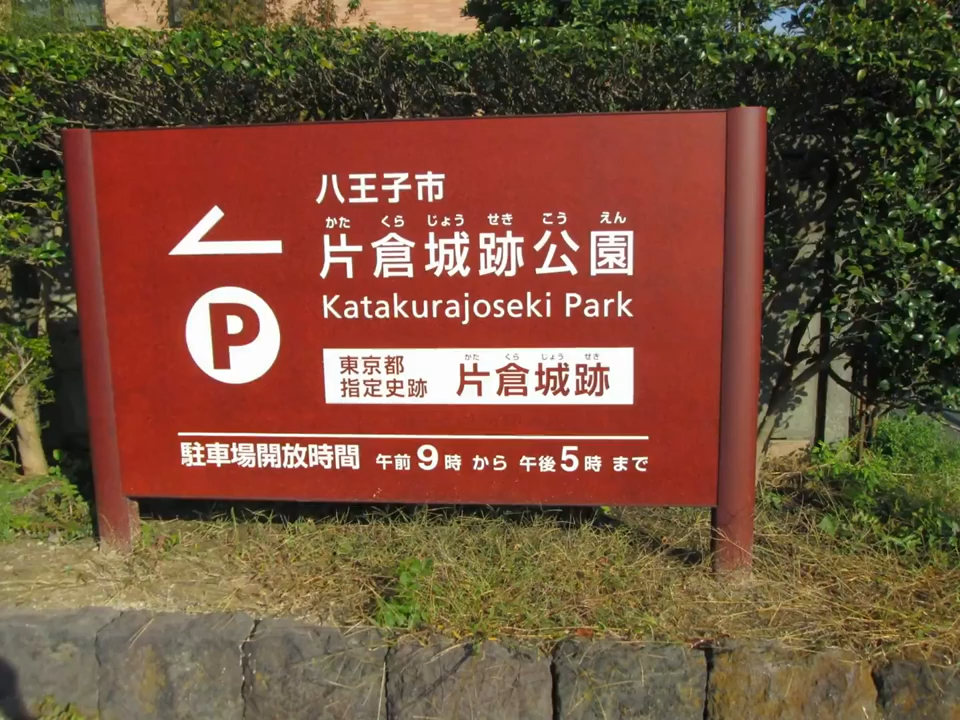 八王子市
かた くら じょう せき こう えん
片倉城跡公園
Katakurajoseki Park
P
かた くら じょう せき
東京都
指定史跡 片倉城跡
駐車場開放時間 午前9時 から 午後5時 まで